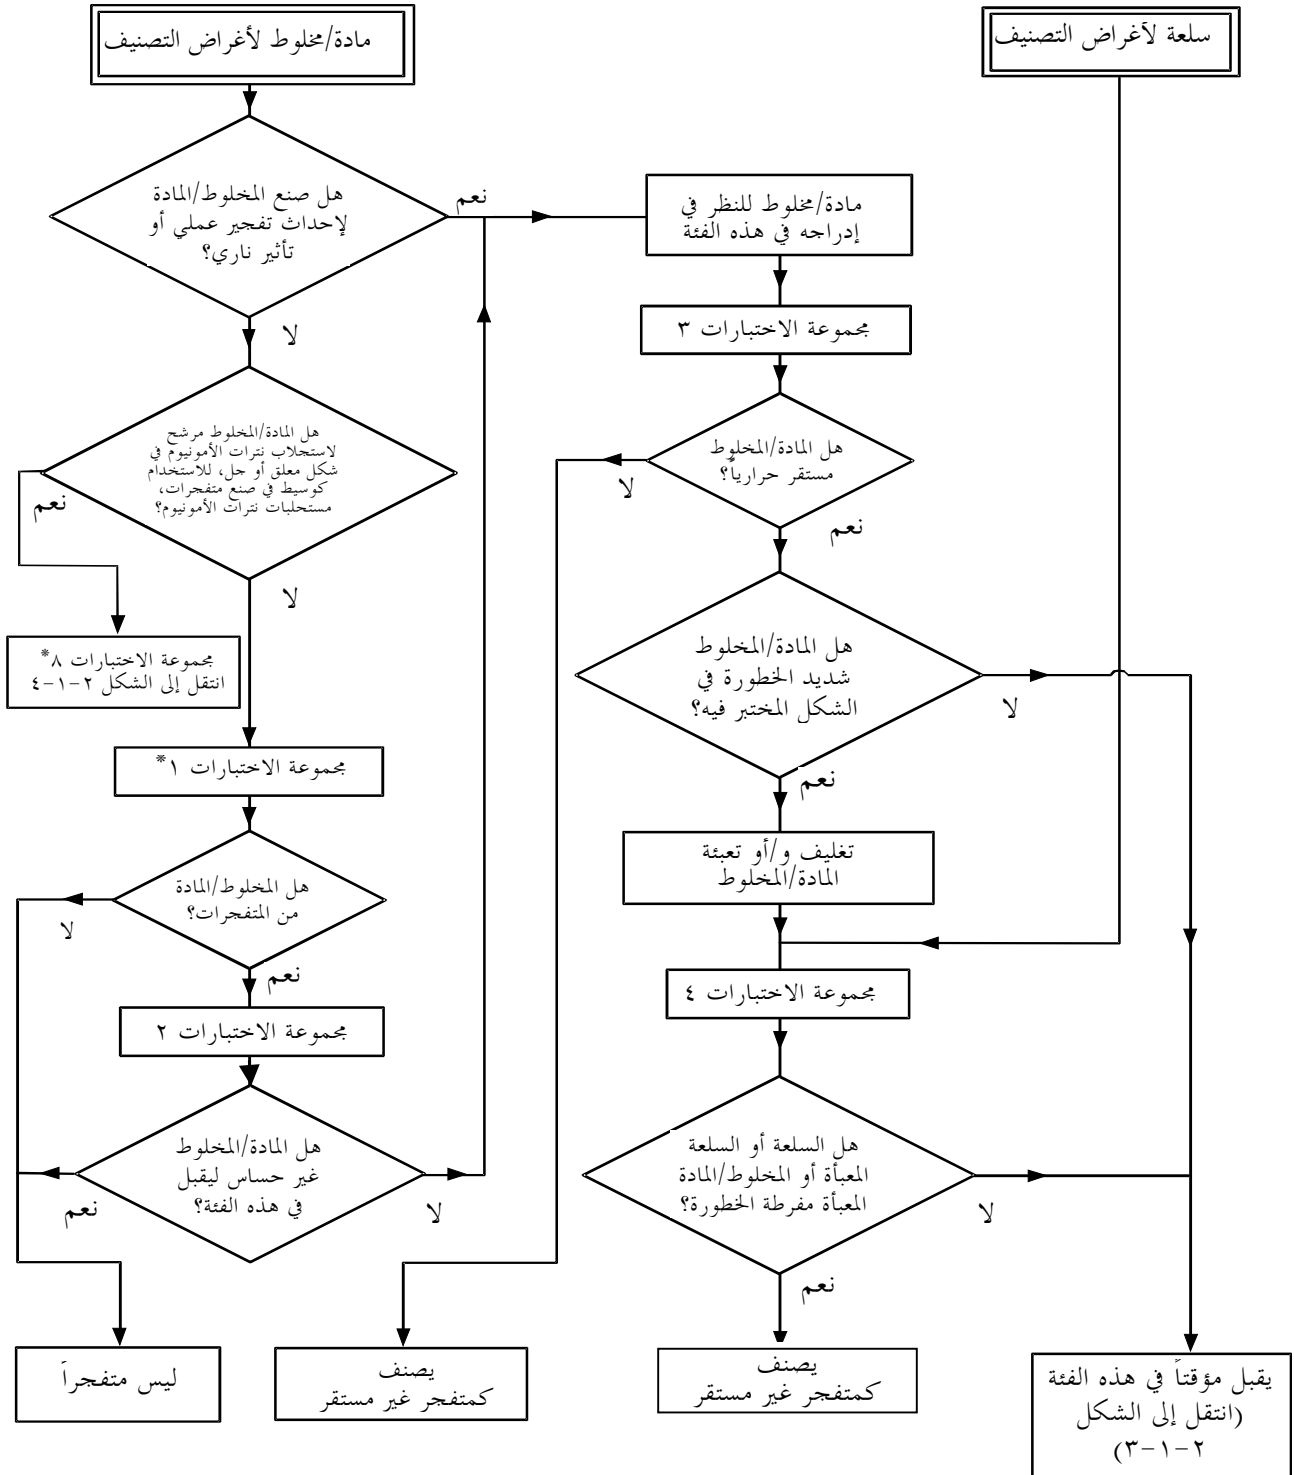 مادة/مخلوط لأغراض التصنيف
سلعة لأغراض التصنيف
هل صنع المخلوط/المادة
لإحداث تفجير عملي أو
تأثير ناري؟
نعم
مادة/مخلوط للنظر في
إدراجه في هذه الفئة
لا
مجموعة الاختبارات ٣
هل المادة/المخلوط مرشح
لاستحلاب نترات الأمونيوم في
شكل معلق أو جل، للاستخدام
كوسيط في صنع متفجرات،
مستحلبات نترات الأمونيوم؟
نعم
لا
هل المادة/المخلوط
مستقر حرارياً؟
لا
نعم
مجموعة الاختبارات ٨*
انتقل إلى الشكل ٢-١-٤
هل المادة/المخلوط
شديد الخطورة في
الشكل المختبر فيه؟
لا
نعم
مجموعة الاختبارات ١*
تغليف و/أو تعبئة
المادة/المخلوط
هل المخلوط/المادة
من المتفجرات؟
لا
نعم
مجموعة الاختبارات ٤
مجموعة الاختبارات ٢
هل المادة/المخلوط
غير حساس ليقبل
في هذه الفئة؟
نعم
لا
هل السلعة أو السلعة
المعبأة أو المخلوط/المادة
المعبأة مفرطة الخطورة؟
لا
نعم
ليس متفجراً
يصنف
كمتفجر غير مستقر
يصنف
كمتفجر غير مستقر
يقبل مؤقتاً في هذه الفئة
(انتقل إلى الشكل
٢-١-٣)